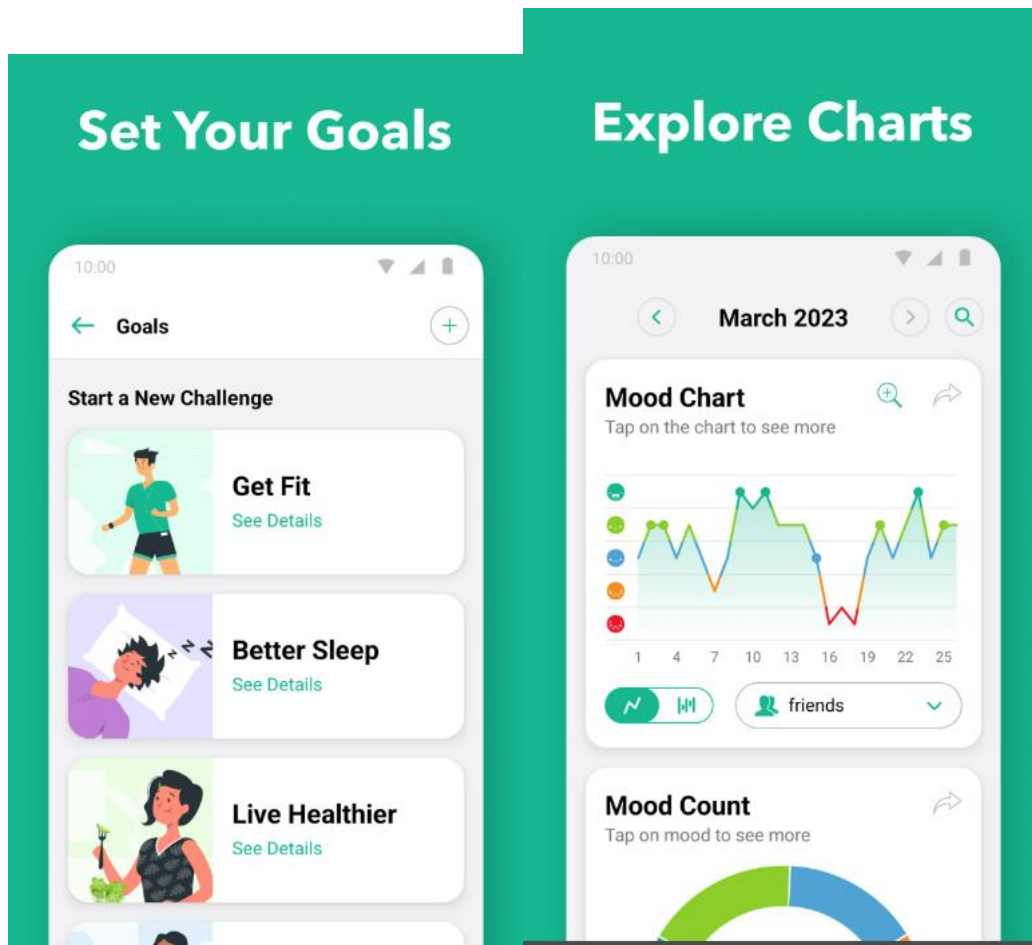 Set Your Goals
10:00
Goals
Start a New Challenge
Get Fit
See Details
z z z
Better Sleep
See Details
Live Healthier
See Details
Explore Charts
10:00
March 2023
Mood Chart
Tap on the chart to see more
1 4 7 10 13 16 19 22 25
friends
Mood Count
Tap on mood to see more